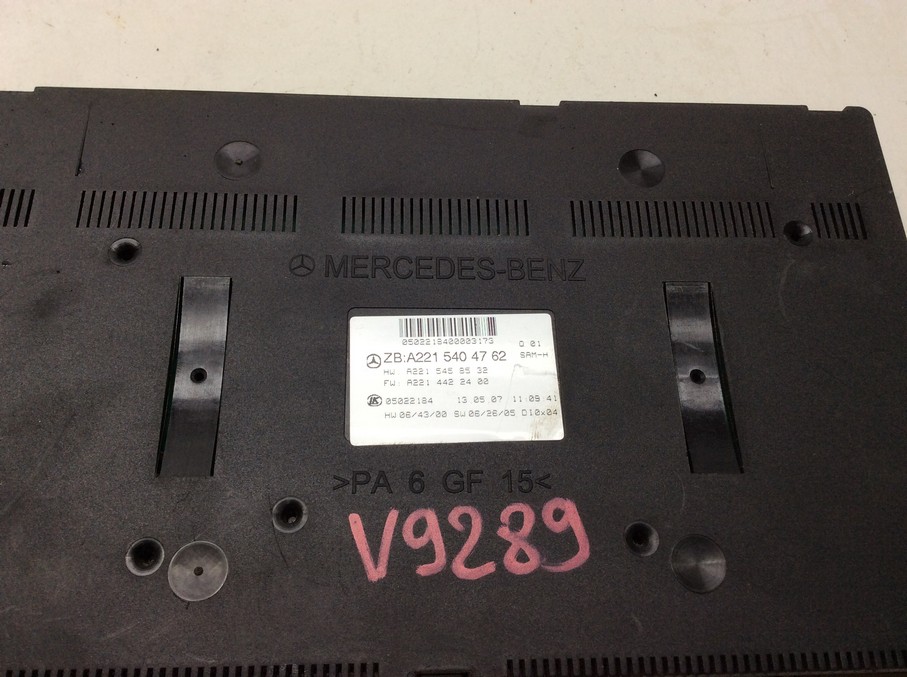 MERCEDES-BENZ
0502218400003173
G 01
ZB:A221 540 47 62 SAM-H
HW: A221 545 85 32
FW: A221 442 24 00
LK 05022184 13.05.07 11:09:41
HW 06/43/00 SW 06/26/05 D10x04
>PA 6 GF 15<
V9289